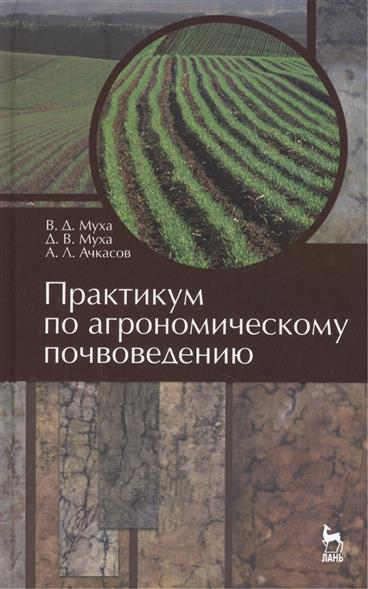 В. Д. Муха
Д. В. Муха
А. Л. Ачкасов
Практикум
по агрономическому
почвоведению
ЛАНЬ